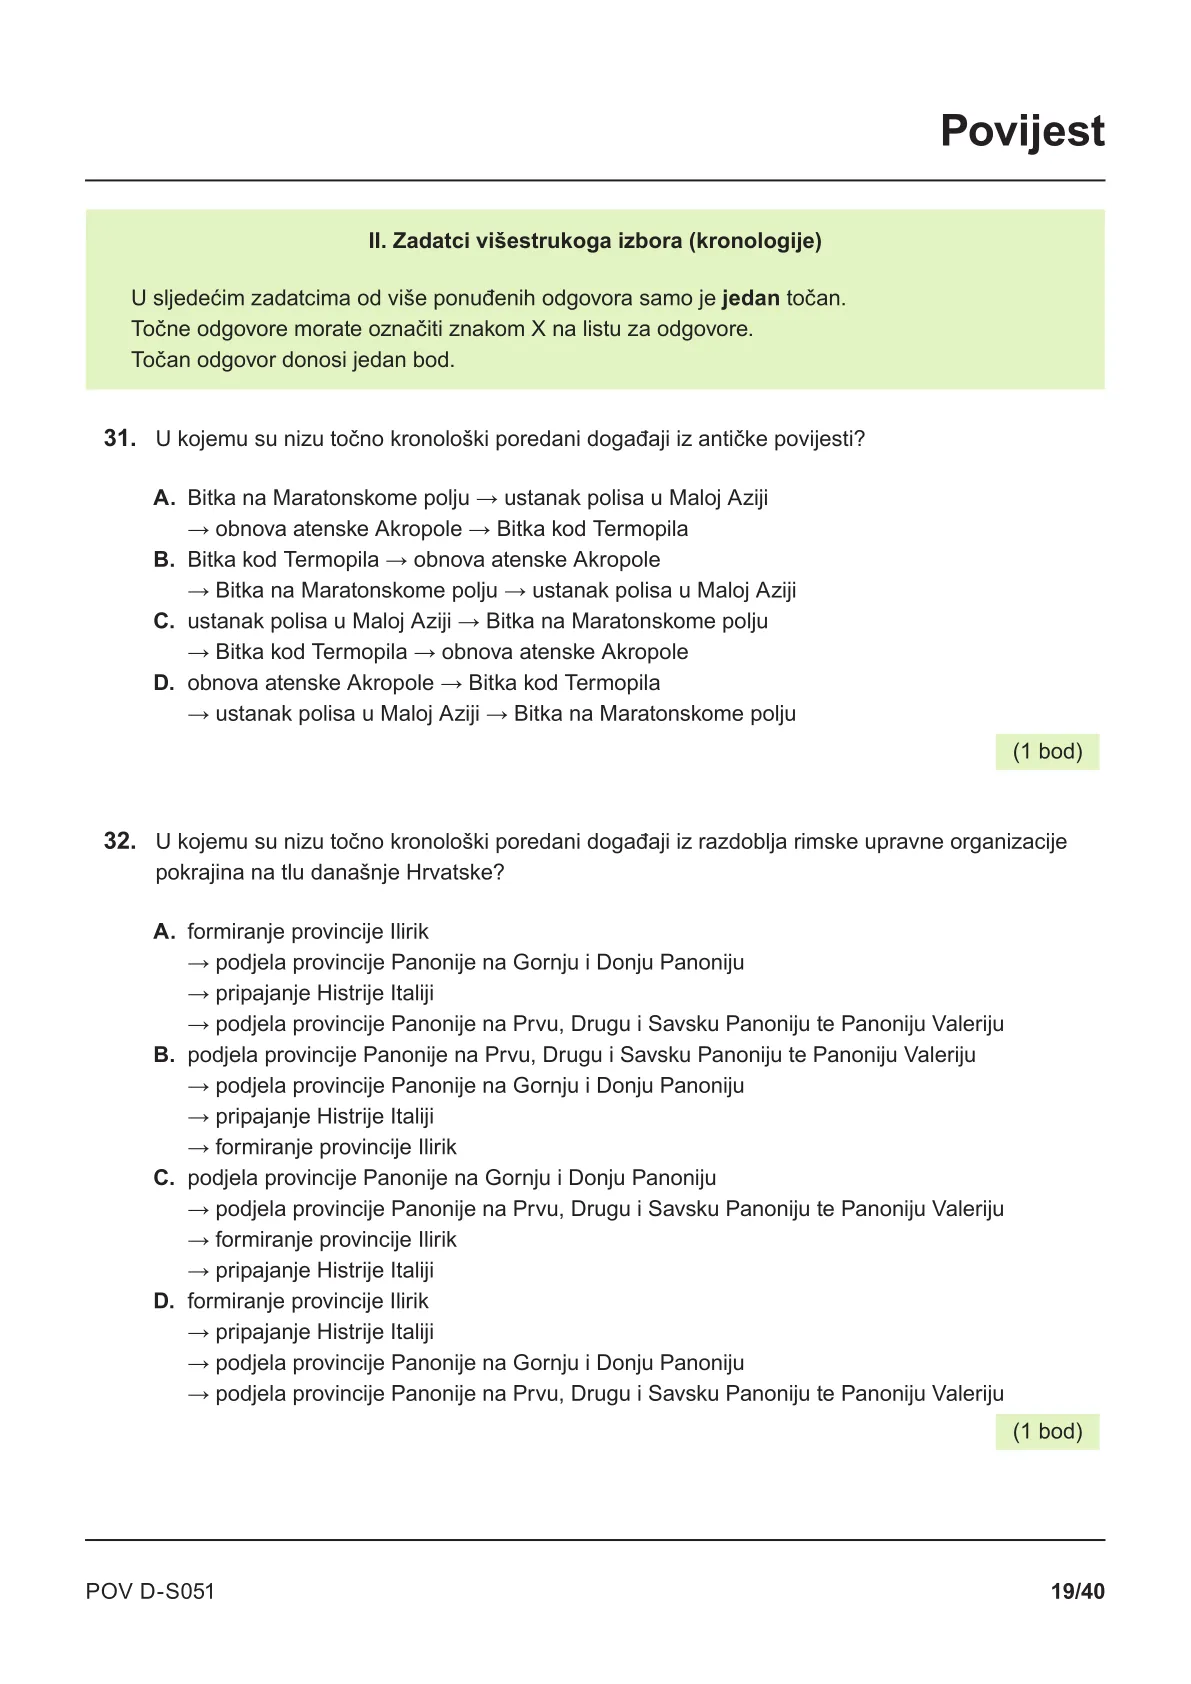 Povijest
II. Zadatci višestrukoga izbora (kronologije)
U sljedećim zadatcima od više ponuđenih odgovora samo je jedan točan.
Točne odgovore morate označiti znakom X na listu za odgovore.
Točan odgovor donosi jedan bod.
31. U kojemu su nizu točno kronološki poredani događaji iz antičke povijesti?
A. Bitka na Maratonskome polju → ustanak polisa u Maloj Aziji
→ obnova atenske Akropole → Bitka kod Termopila
B. Bitka kod Termopila → obnova atenske Akropole
→ Bitka na Maratonskome polju → ustanak polisa u Maloj Aziji
C. ustanak polisa u Maloj Aziji → Bitka na Maratonskome polju
→ Bitka kod Termopila → obnova atenske Akropole
D. obnova atenske Akropole → Bitka kod Termopila
→ ustanak polisa u Maloj Aziji → Bitka na Maratonskome polju
(1 bod)
32. U kojemu su nizu točno kronološki poredani događaji iz razdoblja rimske upravne organizacije
pokrajina na tlu današnje Hrvatske?
A. formiranje provincije Ilirik
→ podjela provincije Panonije na Gornju i Donju Panoniju
→ pripajanje Histrije Italiji
→ podjela provincije Panonije na Prvu, Drugu i Savsku Panoniju te Panoniju Valeriju
B. podjela provincije Panonije na Prvu, Drugu i Savsku Panoniju te Panoniju Valeriju
→ podjela provincije Panonije na Gornju i Donju Panoniju
→ pripajanje Histrije Italiji
→ formiranje provincije Ilirik
C. podjela provincije Panonije na Gornju i Donju Panoniju
→ podjela provincije Panonije na Prvu, Drugu i Savsku Panoniju te Panoniju Valeriju
→ formiranje provincije Ilirik
→ pripajanje Histrije Italiji
D. formiranje provincije Ilirik
→ pripajanje Histrije Italiji
→ podjela provincije Panonije na Gornju i Donju Panoniju
→ podjela provincije Panonije na Prvu, Drugu i Savsku Panoniju te Panoniju Valeriju
(1 bod)
POV D-S051
19/40